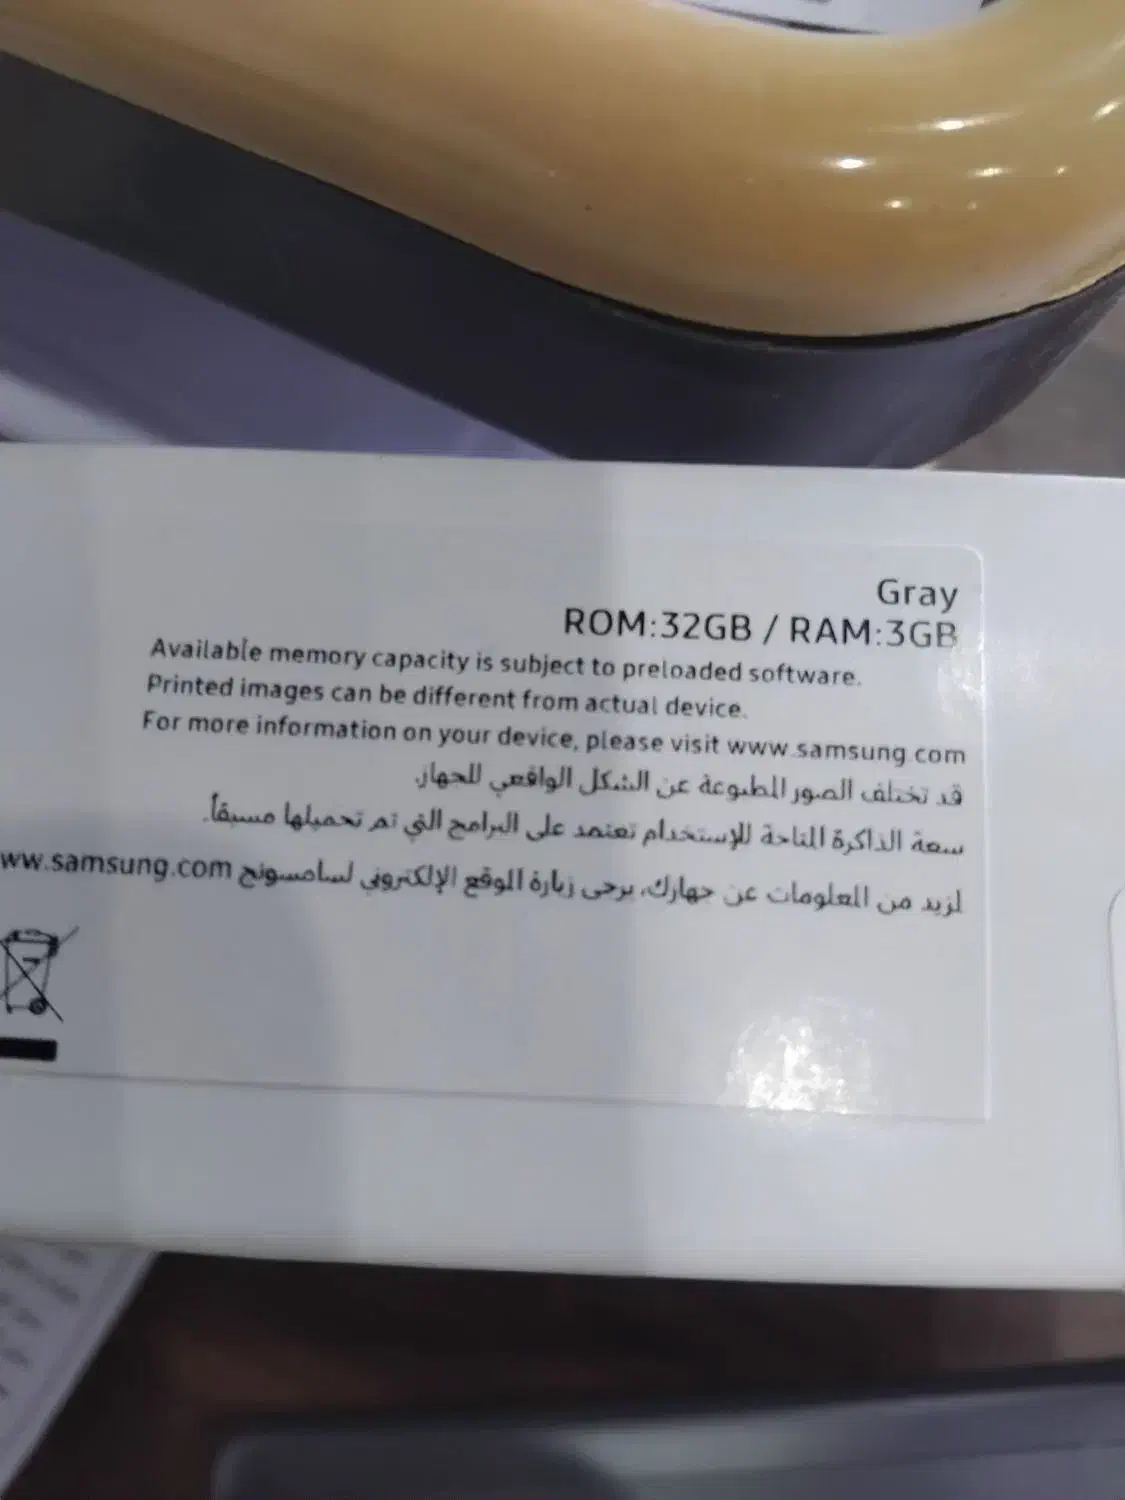 Gray
ROM:32GB / RAM:3GB
Available memory capacity is subject to preloaded software.
Printed images can be different from actual device.
For more information on your device, please visit www.samsung.com
قد تختلف الصور المطبوعة عن الشكل الواقعي للجهاز.
سعة الذاكرة المتاحة للإستخدام تعتمد على البرامج التي تم تحميلها مسبقاً.
لمزيد من المعلومات عن جهازك، يرجى زيارة الموقع الإلكتروني لسامسونج ww.samsung.com